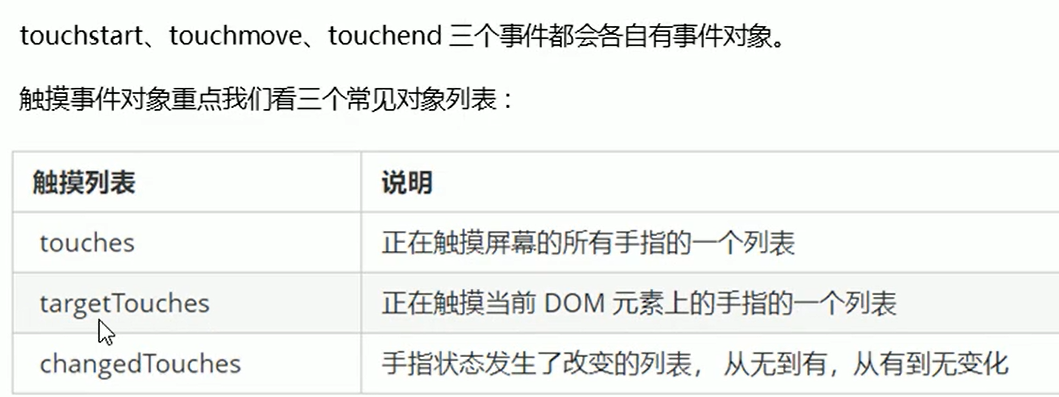 touchstart、touchmove、touchend 三个事件都会各自有事件对象。
触摸事件对象重点我们看三个常见对象列表：
触摸列表 说明
touches 正在触摸屏幕的所有手指的一个列表
targetTouches 正在触摸当前 DOM 元素上的手指的一个列表
changedTouches 手指状态发生了改变的列表，从无到有，从有到无变化